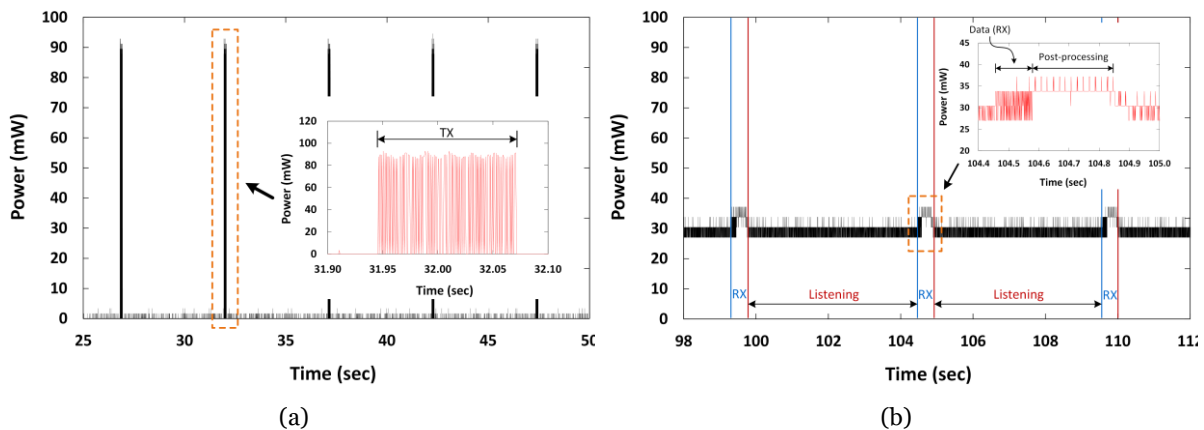 100
90
80
70
60
50
40
30
20
10
0
Power (mW)
25 30 35 40 45 50
Time (sec)
120
100
80
60
40
20
0
Power (mW)
TX
31.90 31.95 32.00 32.05 32.10
Time (sec)
(a)
100
90
80
70
60
50
40
30
20
10
0
Power (mW)
RX Listening RX Listening RX
98 100 102 104 106 108 110 112
Time (sec)
Data (RX)
Post-processing
45
40
35
30
25
20
Power (mW)
104.4 104.5 104.6 104.7 104.8 104.9 105.0
Time (sec)
(b)